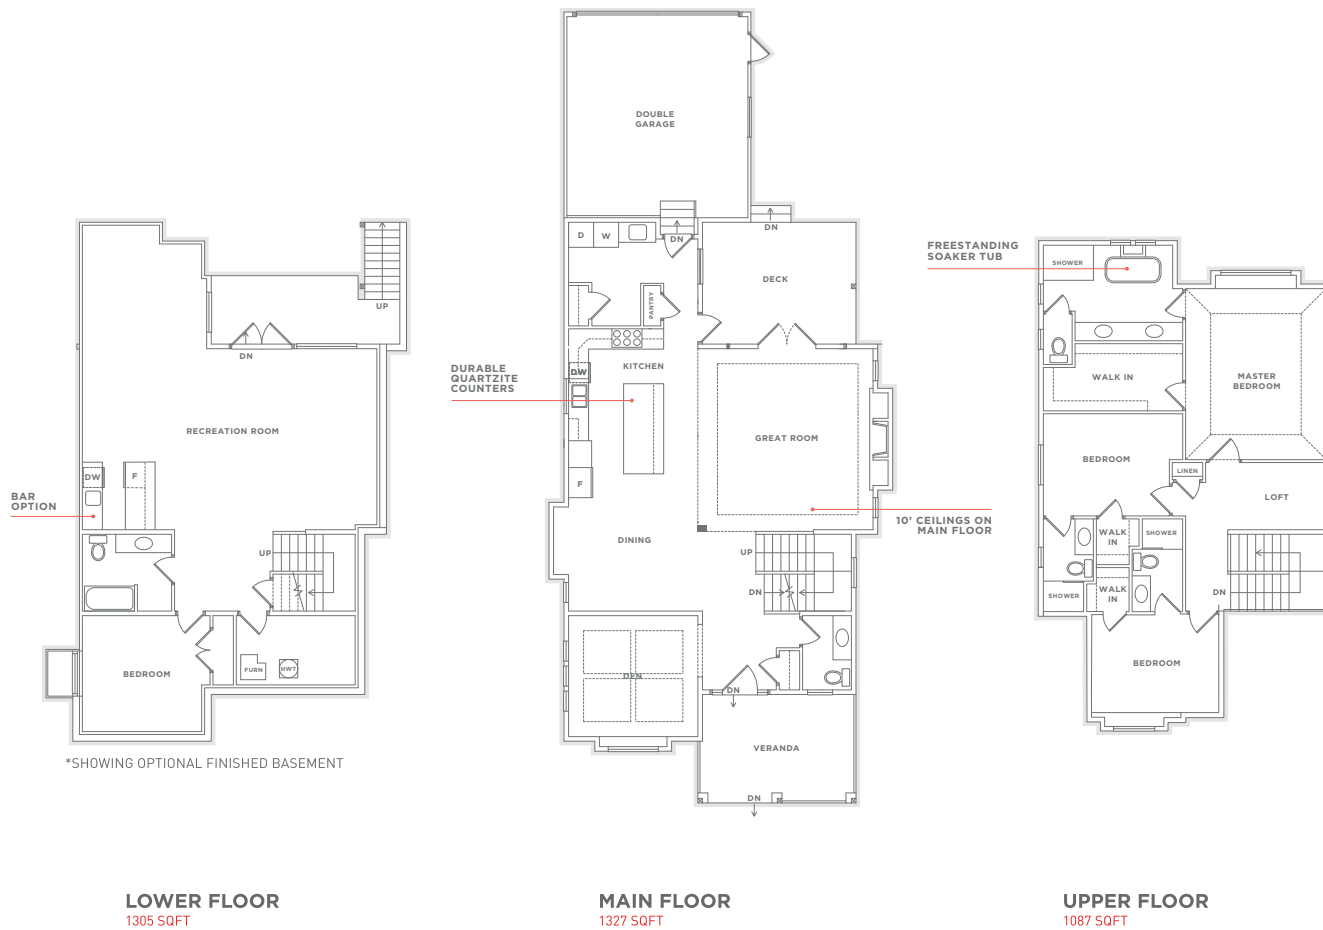 UP
DN
RECREATION ROOM
DW
F
BAR
OPTION
UP
BEDROOM
FURN
HWT
*SHOWING OPTIONAL FINISHED BASEMENT
LOWER FLOOR
1305 SQFT
DOUBLE
GARAGE
D
W
DN
DN
DECK
PANTRY
KITCHEN
DW
DURABLE
QUARTZITE
COUNTERS
GREAT ROOM
F
10' CEILINGS ON
MAIN FLOOR
DINING
UP
DN
DEN
DN
VERANDA
DN
MAIN FLOOR
1327 SQFT
FREESTANDING
SOAKER TUB
SHOWER
WALK IN
MASTER
BEDROOM
BEDROOM
LINEN
LOFT
WALK
IN
SHOWER
WALK
IN
SHOWER
DN
BEDROOM
UPPER FLOOR
1087 SQFT